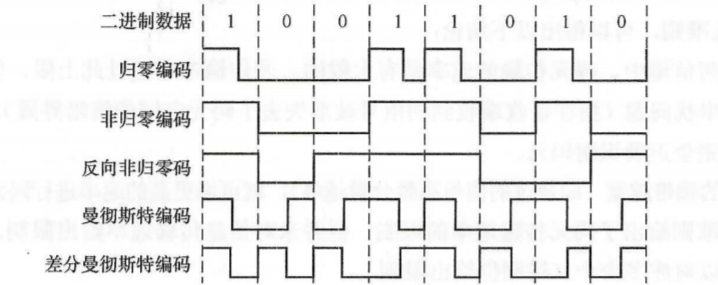 二进制数据 1 0 0 1 1 0 1 0
归零编码
非归零编码
反向非归零码
曼彻斯特编码
差分曼彻斯特编码